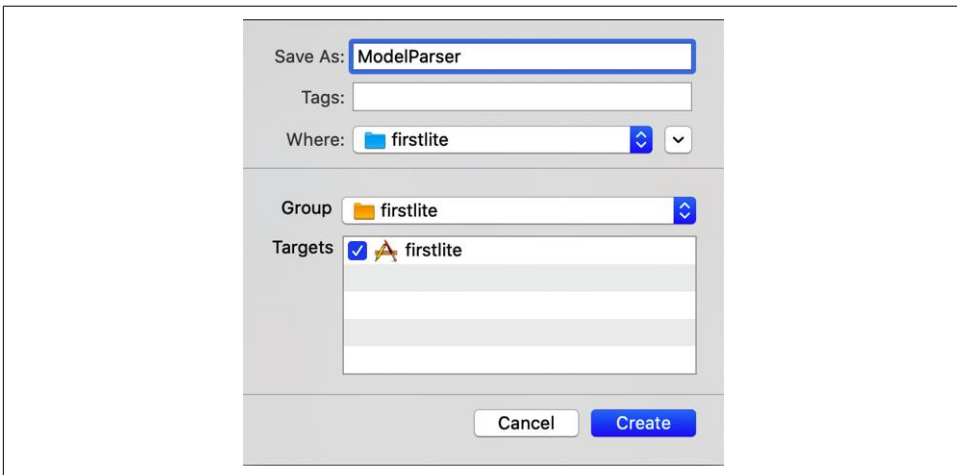 Save As: ModelParser
Tags:
Where: firstlite
Group firstlite
Targets firstlite
Cancel Create